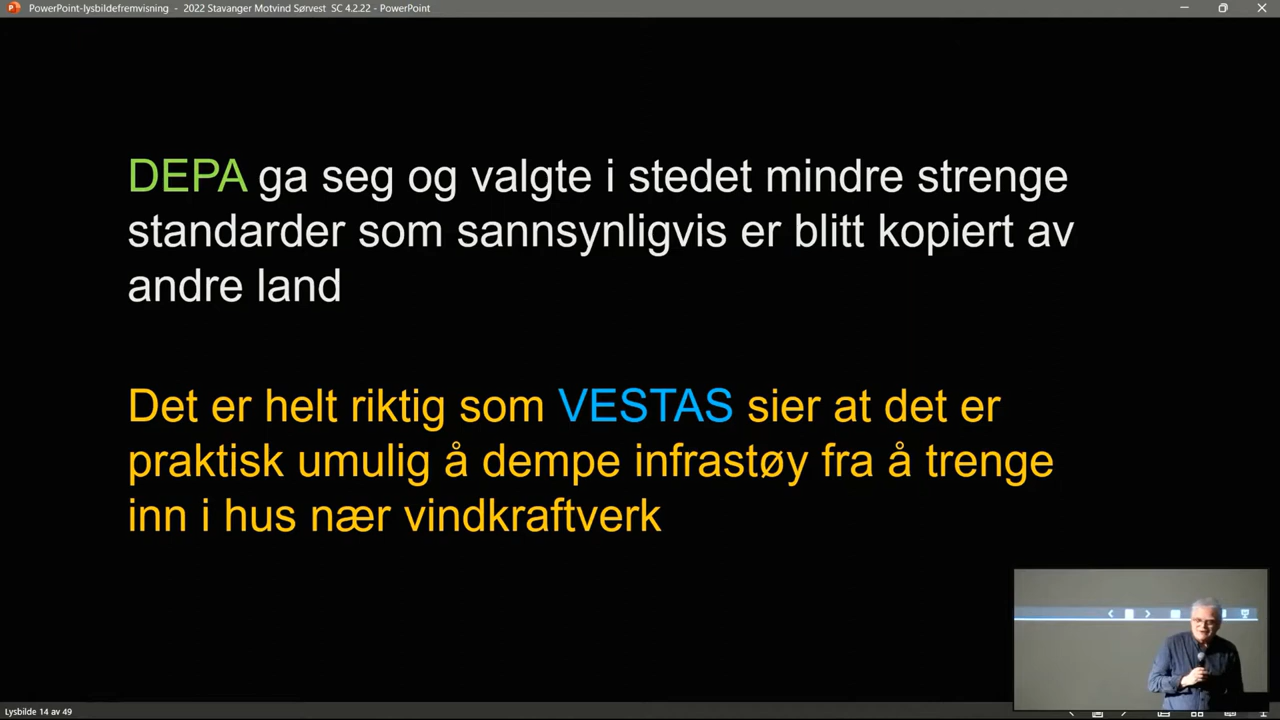 PowerPoint-lysbildefremvisning - 2022 Stavanger Motvind Sørvest SC 4.2.22 - PowerPoint
DEPA ga seg og valgte i stedet mindre strenge
standarder som sannsynligvis er blitt kopiert av
andre land
Det er helt riktig som VESTAS sier at det er
praktisk umulig å dempe infrastøy fra å trenge
inn i hus nær vindkraftverk
Lysbilde 14 av 49